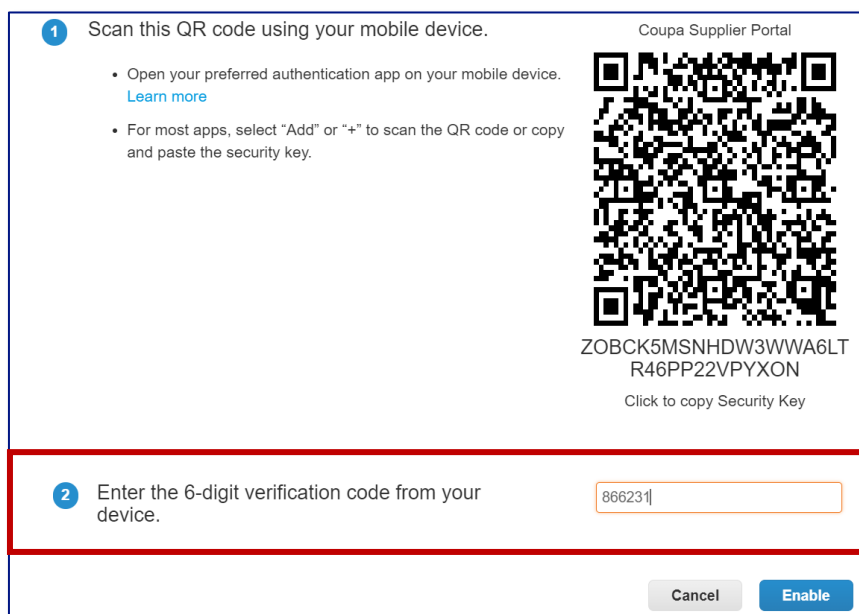 1 Scan this QR code using your mobile device.
• Open your preferred authentication app on your mobile device.
Learn more
• For most apps, select “Add” or “+” to scan the QR code or copy
and paste the security key.
Coupa Supplier Portal
ZOBCK5MSNHDW3WWA6LT
R46PP22VPYXON
Click to copy Security Key
2 Enter the 6-digit verification code from your
device.
866231
Cancel
Enable